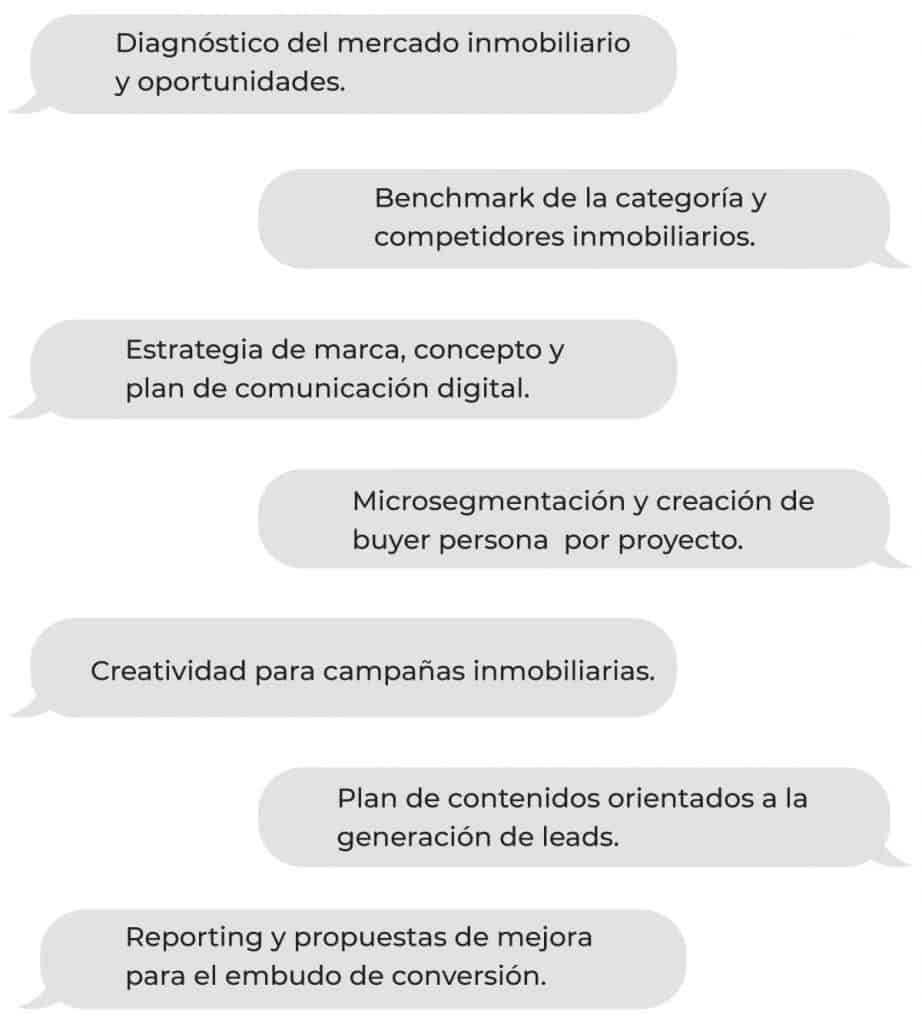 Diagnóstico del mercado inmobiliario
y oportunidades.
Benchmark de la categoría y
competidores inmobiliarios.
Estrategia de marca, concepto y
plan de comunicación digital.
Microsegmentación y creación de
buyer persona  por proyecto.
Creatividad para campañas inmobiliarias.
Plan de contenidos orientados a la
generación de leads.
Reporting y propuestas de mejora
para el embudo de conversión.